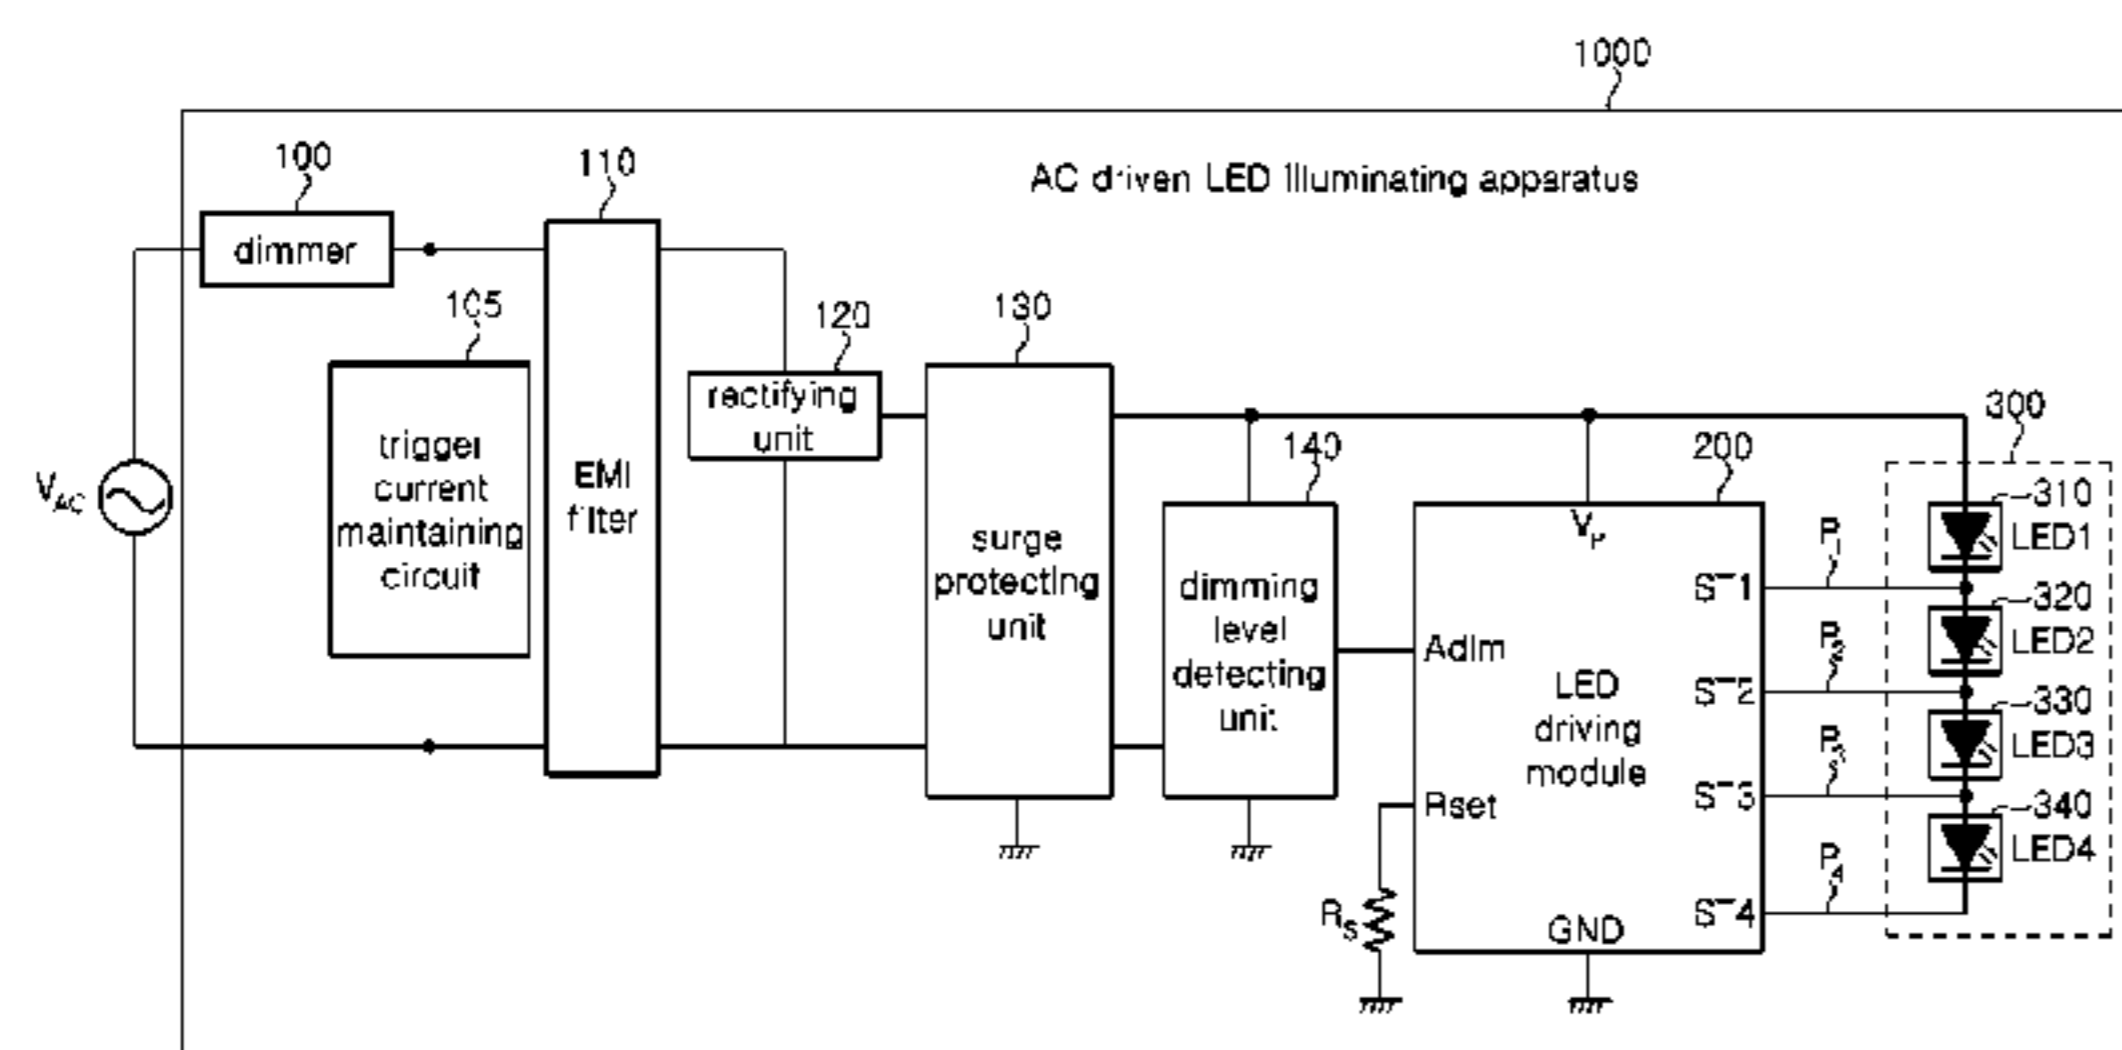 1000
AC driven LED Illuminating apparatus
100
dimmer
110
EMI
filter
105
trigger
current
maintaining
circuit
VAC
120
rectifying
unit
130
surge
protecting
unit
140
dimming
level
detecting
unit
200
VP
Adim
LED
driving
module
Rset
GND
RS
ST1
ST2
ST3
ST4
P1
P2
P3
P4
300
310
LED1
320
LED2
330
LED3
340
LED4